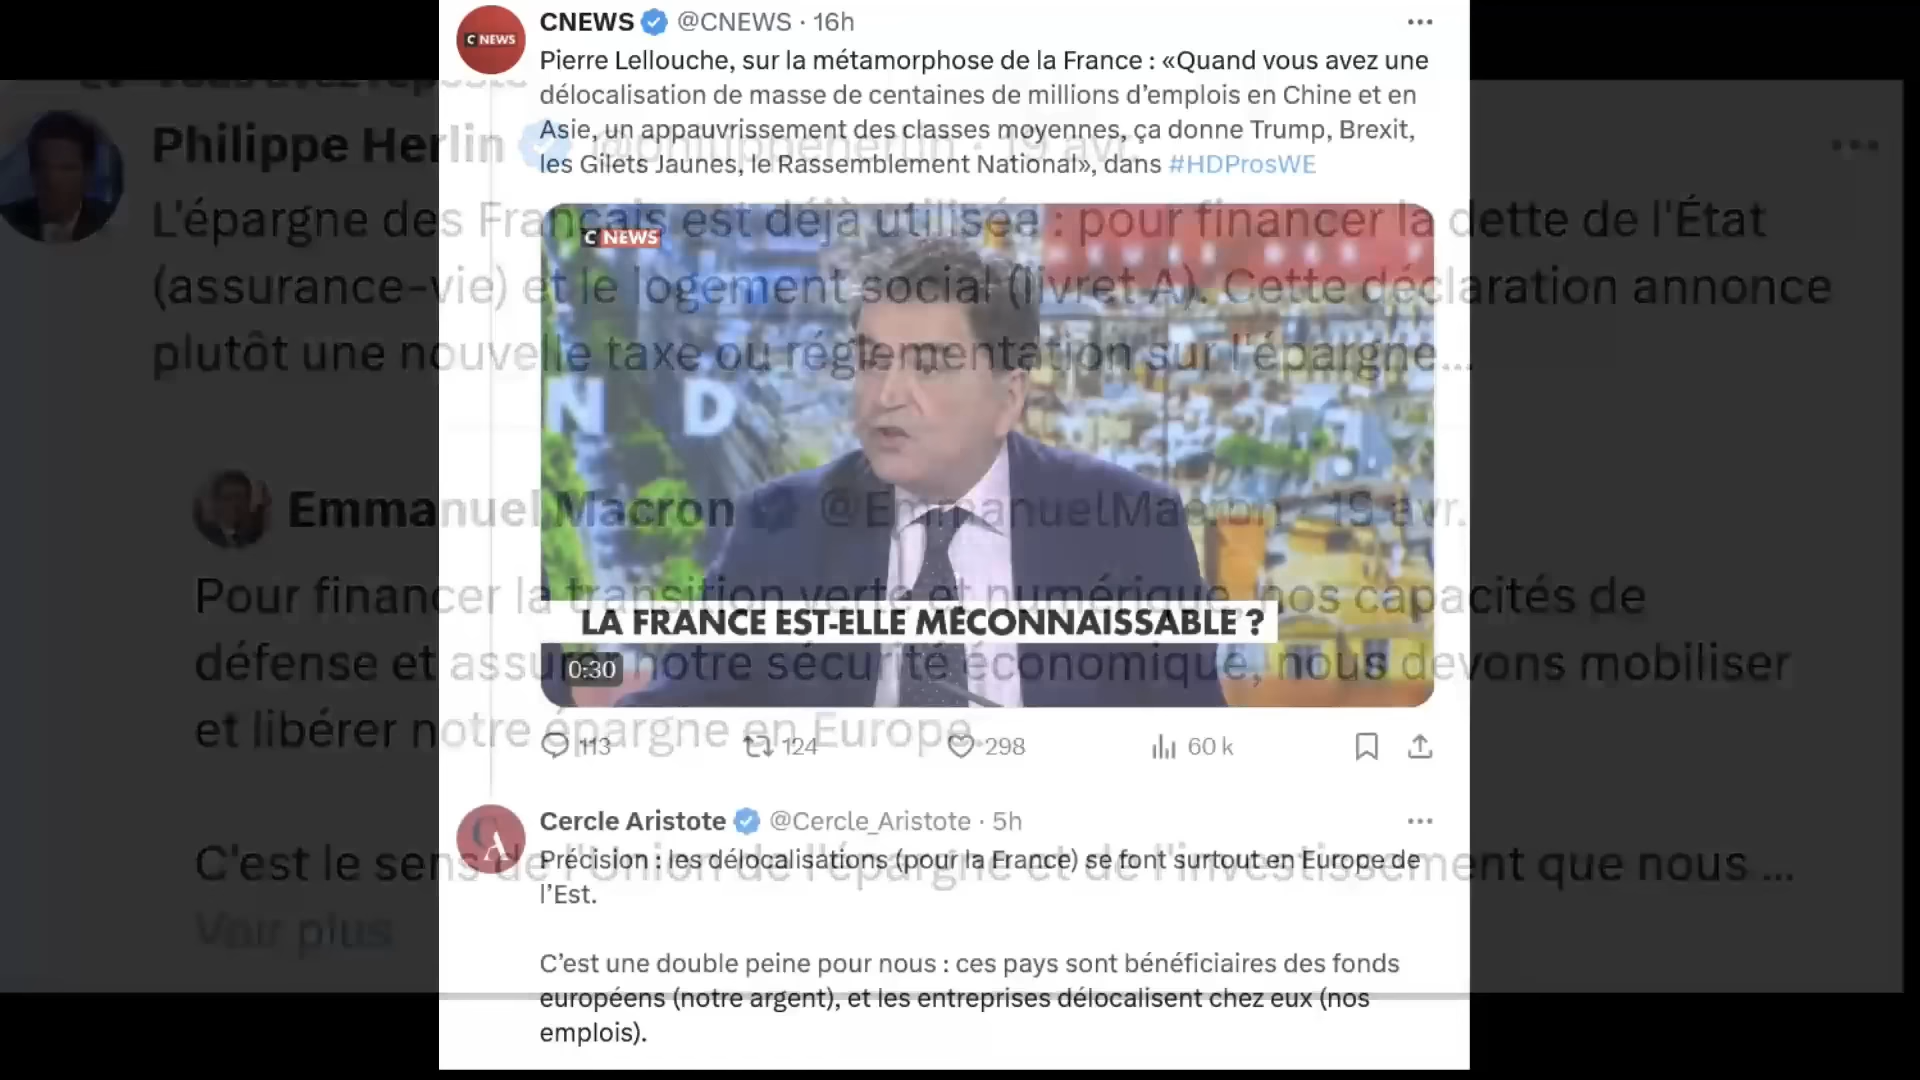 CNEWS @CNEWS · 16h
C NEWS
Pierre Lellouche, sur la métamorphose de la France : «Quand vous avez une
délocalisation de masse de centaines de millions d’emplois en Chine et en
Asie, un appauvrissement des classes moyennes, ça donne Trump, Brexit,
les Gilets Jaunes, le Rassemblement National», dans #HDProsWE
C NEWS
N D
LA FRANCE EST-ELLE MÉCONNAISSABLE ?
0:30
113 124 298 60 k
Cercle Aristote @Cercle_Aristote · 5h
CA
Précision : les délocalisations (pour la France) se font surtout en Europe de
l’Est.
C’est une double peine pour nous : ces pays sont bénéficiaires des fonds
européens (notre argent), et les entreprises délocalisent chez eux (nos
emplois).
Philippe Herlin @philippeherlin · 19 avr.
L'épargne des Français est déjà utilisée : pour financer la dette de l'État
(assurance-vie) et le logement social (livret A). Cette déclaration annonce
plutôt une nouvelle taxe ou réglementation sur l'épargne...
Emmanuel Macron @EmmanuelMacron · 19 avr.
Pour financer la transition verte et numérique, nos capacités de
défense et assurer notre sécurité économique, nous devons mobiliser
et libérer notre épargne en Europe.
C'est le sens de l'Union de l'épargne et de l'investissement que nous ...
Voir plus